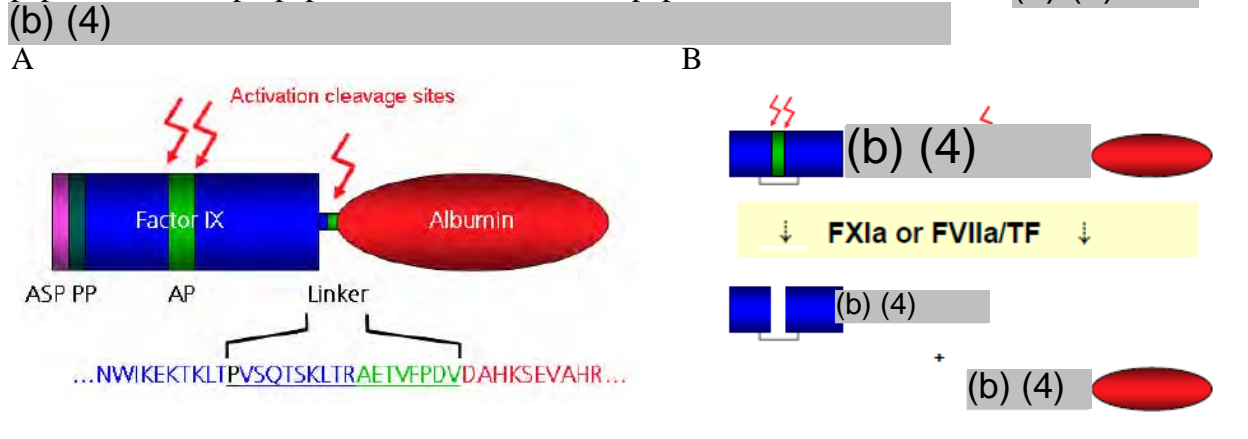 (b) (4)
A
B
Activation cleavage sites
Factor IX
Albumin
ASP PP AP Linker
...NWIKEKTKLTPVSQTSKLTRAETVFPDVDAHKSEVAHR...
(b) (4)
↓ FXIa or FVIIa/TF ↓
(b) (4)
+
(b) (4)